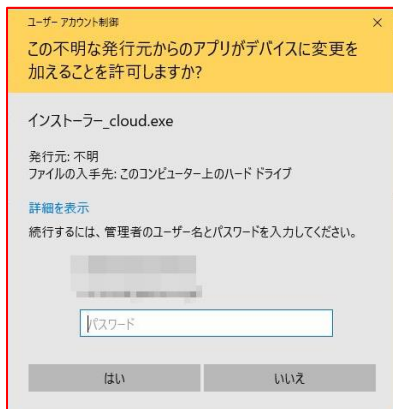 ユーザー アカウント制御
この不明な発行元からのアプリがデバイスに変更を
加えることを許可しますか?
インストーラー_cloud.exe
発行元: 不明
ファイルの入手先: このコンピューター上のハード ドライブ
詳細を表示
続行するには、管理者のユーザー名とパスワードを入力してください。
パスワード
はい
いいえ